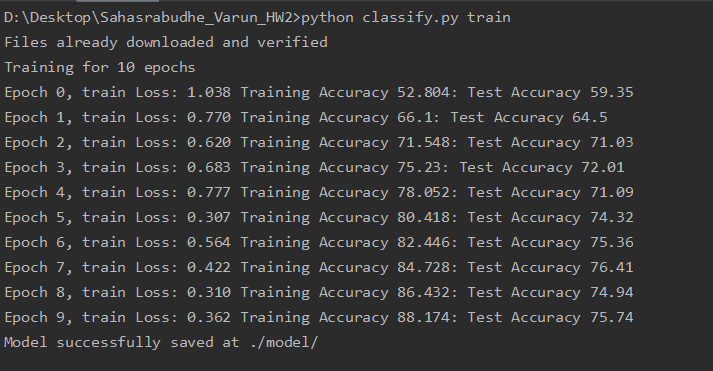 D:\Desktop\Sahasrabudhe_Varun_HW2>python classify.py train
Files already downloaded and verified
Training for 10 epochs
Epoch 0, train Loss: 1.038 Training Accuracy 52.804: Test Accuracy 59.35
Epoch 1, train Loss: 0.770 Training Accuracy 66.1: Test Accuracy 64.5
Epoch 2, train Loss: 0.620 Training Accuracy 71.548: Test Accuracy 71.03
Epoch 3, train Loss: 0.683 Training Accuracy 75.23: Test Accuracy 72.01
Epoch 4, train Loss: 0.777 Training Accuracy 78.052: Test Accuracy 71.09
Epoch 5, train Loss: 0.307 Training Accuracy 80.418: Test Accuracy 74.32
Epoch 6, train Loss: 0.564 Training Accuracy 82.446: Test Accuracy 75.36
Epoch 7, train Loss: 0.422 Training Accuracy 84.728: Test Accuracy 76.41
Epoch 8, train Loss: 0.310 Training Accuracy 86.432: Test Accuracy 74.94
Epoch 9, train Loss: 0.362 Training Accuracy 88.174: Test Accuracy 75.74
Model successfully saved at ./model/